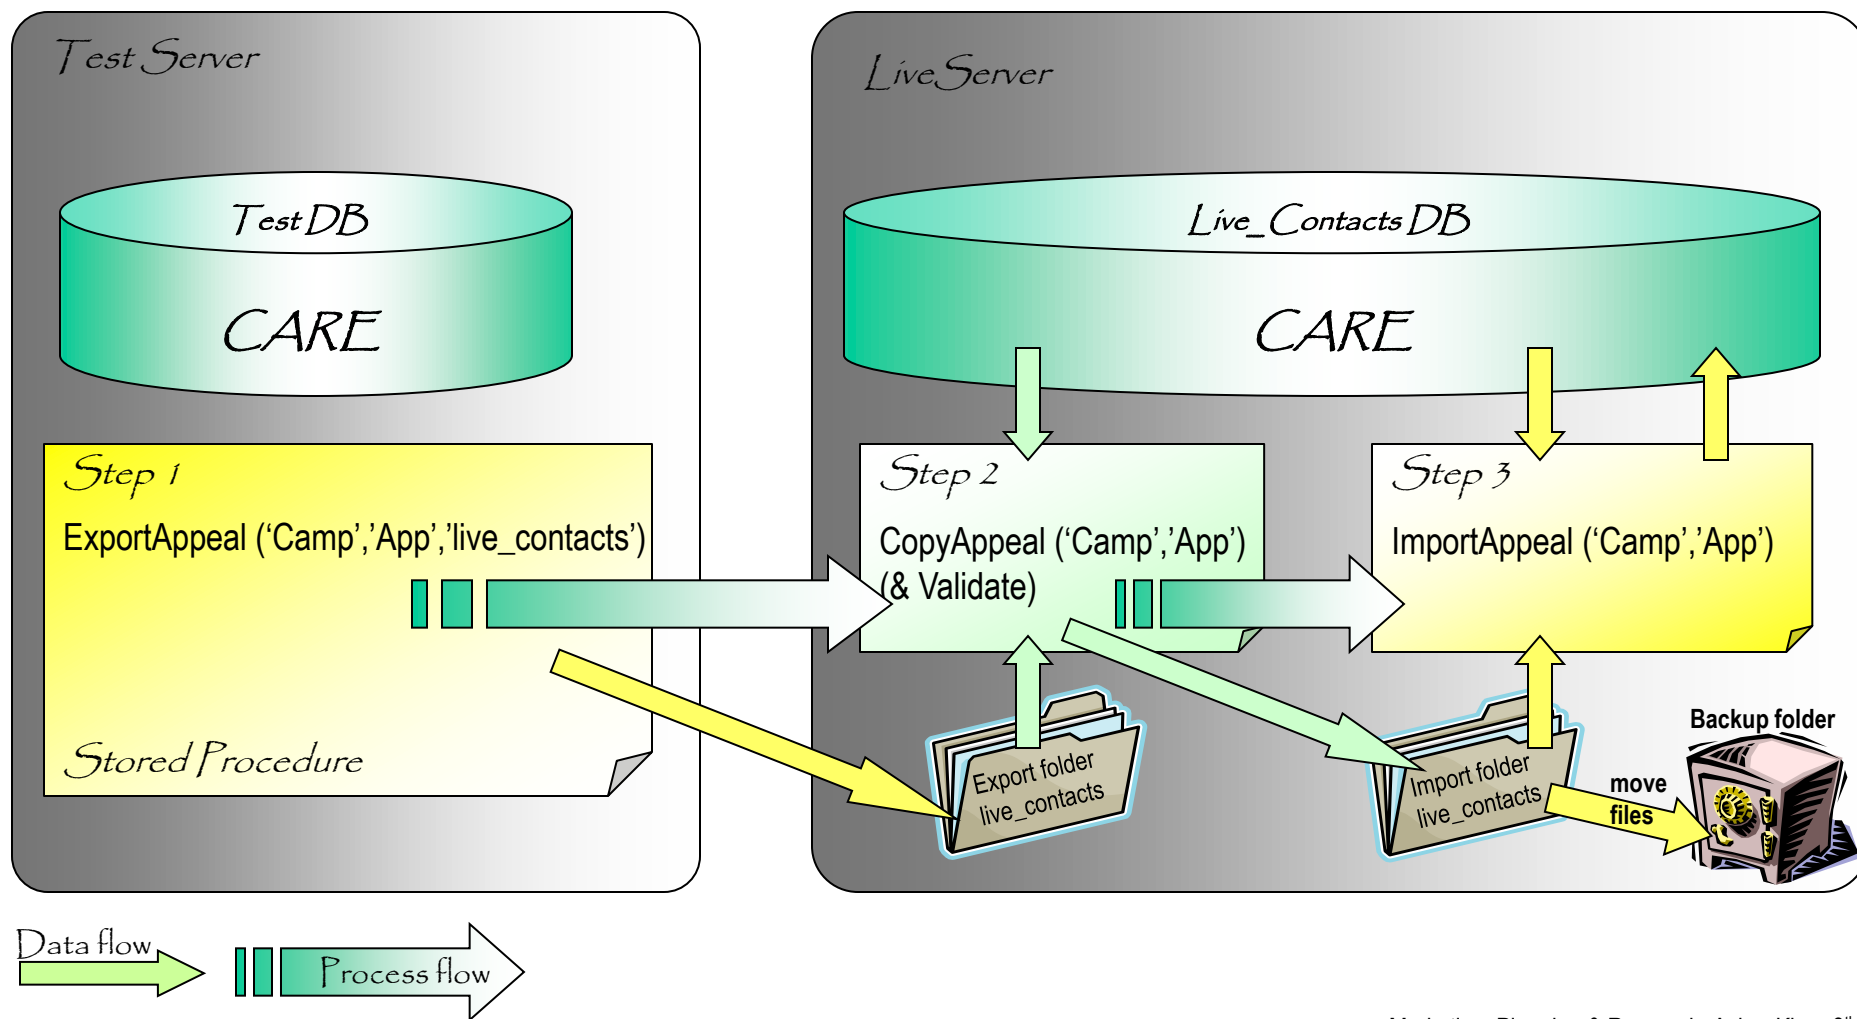 Test Server
LiveServer
Test DB
CARE
Live_Contacts DB
CARE
Step 1
ExportAppeal (‘Camp’,’App’,’live_contacts’)
Stored Procedure
Step 2
CopyAppeal (‘Camp’,’App’)
(& Validate)
Step 3
ImportAppeal (‘Camp’,’App’)
Export folder
live_contacts
Import folder
live_contacts
Backup folder
move
files
Data flow
Process flow